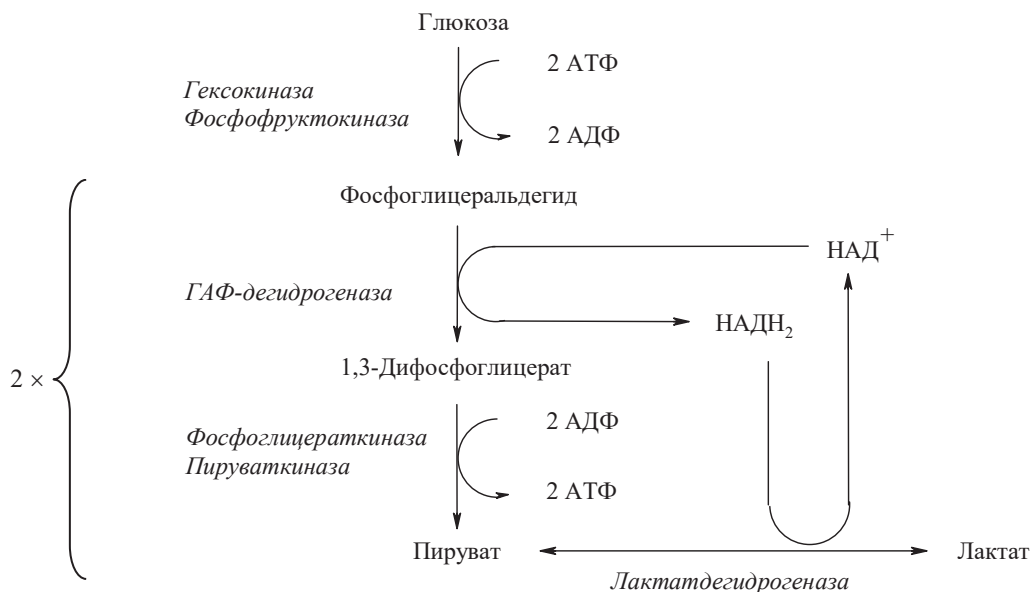 Глюкоза
2 АТФ
Гексокиназа
Фосфофруктокиназа
2 АДФ
Фосфоглицеральдегид
НАД+
ГАФ-дегидрогеназа
НАДН2
1,3-Дифосфоглицерат
2 ×
2 АДФ
Фосфоглицераткиназа
Пируваткиназа
2 АТФ
Пируват
Лактат
Лактатдегидрогеназа